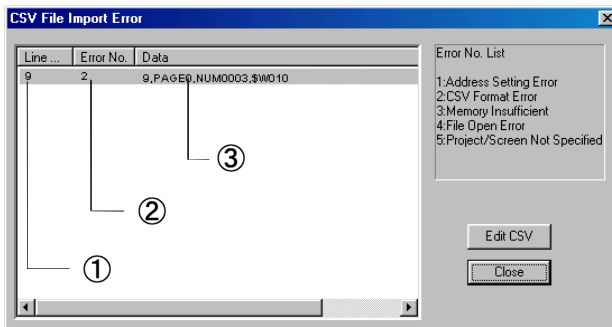 CSV File Import Error
Line ... Error No. Data
9 2 9,PAGE0,NUM0003,$W010
③
②
①
Error No. List
1:Address Setting Error
2:CSV Format Error
3:Memory Insufficient
4:File Open Error
5:Project/Screen Not Specified
Edit CSV
Close